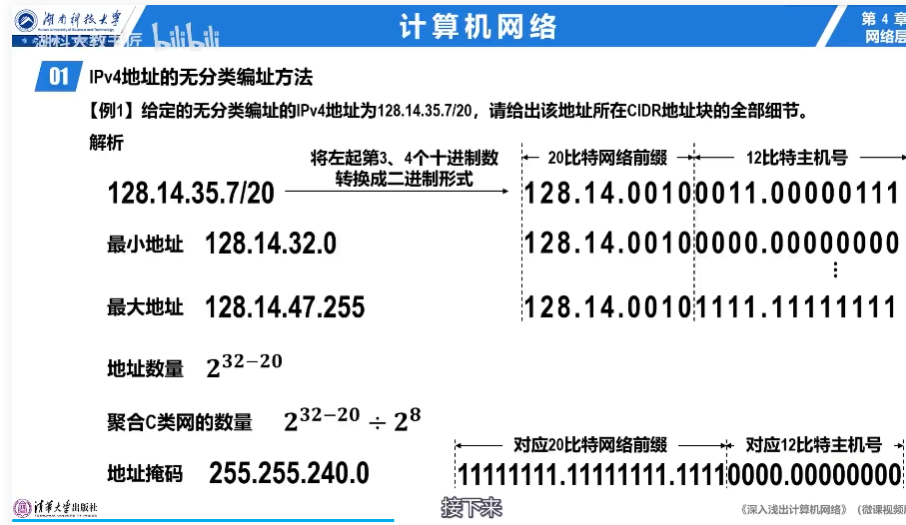 湖南科技大学
计算机网络
第 4 章
网络层
湖科大教书匠 bilibili
01 IPv4地址的无分类编址方法
【例1】给定的无分类编址的IPv4地址为128.14.35.7/20，请给出该地址所在CIDR地址块的全部细节。
解析
将左起第3、4个十进制数
转换成二进制形式
20比特网络前缀 12比特主机号
128.14.35.7/20 128.14.00100011.00000111
最小地址 128.14.32.0 128.14.00100000.00000000
⋮
最大地址 128.14.47.255 128.14.00101111.11111111
地址数量 2^{32−20}
聚合C类网的数量 2^{32−20} ÷ 2^8
对应20比特网络前缀 对应12比特主机号
地址掩码 255.255.240.0 11111111.11111111.11110000.00000000
清华大学出版社
接下来
《深入浅出计算机网络》（微课视频